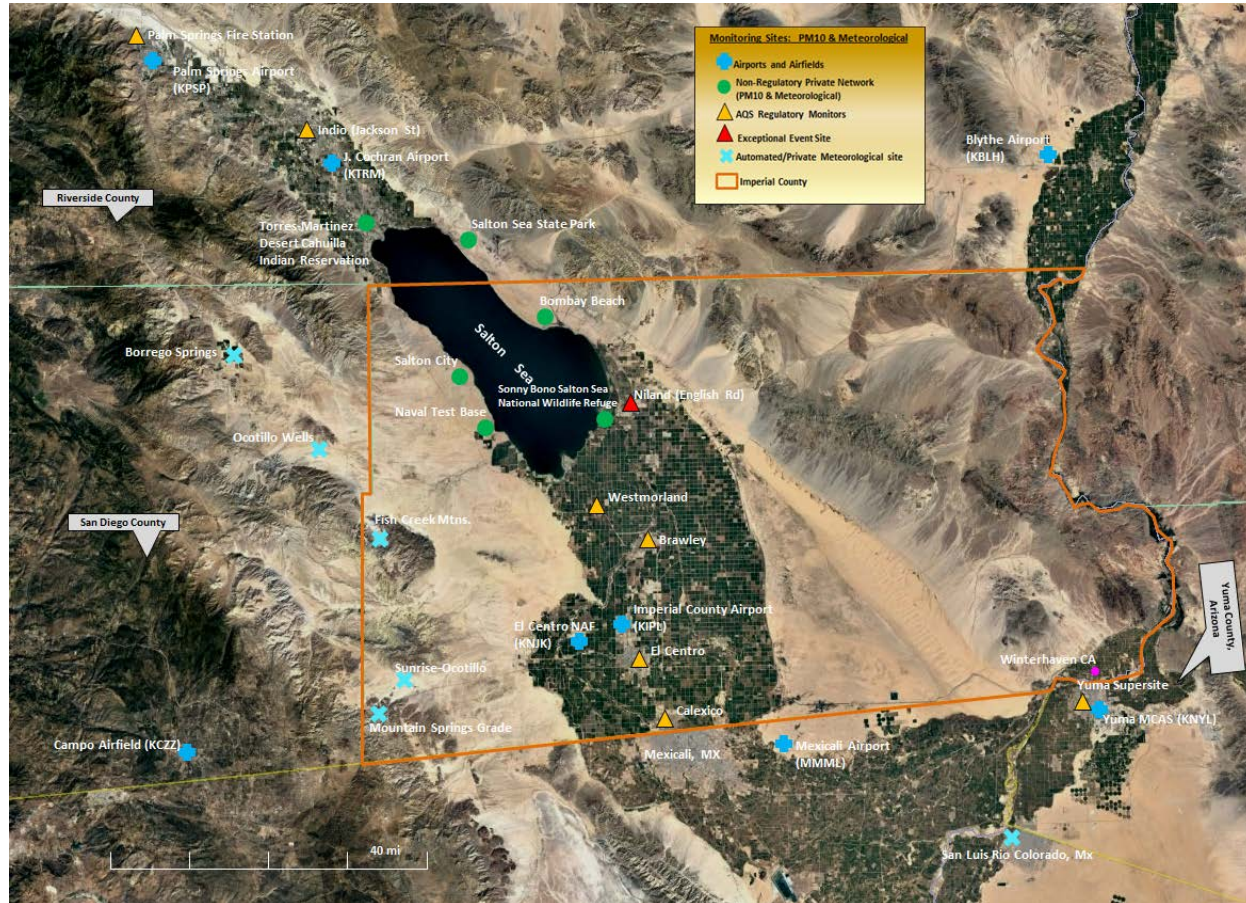 Palm Springs Fire Station
Palm Springs Airport
(KPSP)
Indio (Jackson St)
J. Cochran Airport
(KTRM)
Monitoring Sites: PM10 & Meteorological
Airports and Airfields
Non-Regulatory Private Network
(PM10 & Meteorological)
AQS Regulatory Monitors
Exceptional Event Site
Automated/Private Meteorological site
Imperial County
Blythe Airport
(KBLH)
Riverside County
Torres-Martinez
Desert Cahuilla
Indian Reservation
Salton Sea State Park
Bombay Beach
Salton
Sea
Borrego Springs
Salton City
Sonny Bono Salton Sea
National Wildlife Refuge
Niland (English Rd)
Naval Test Base
Ocotillo Wells
Westmorland
San Diego County
Fish Creek Mtns.
Brawley
Imperial County Airport
(KIPL)
El Centro NAF
(KNJK)
El Centro
Yuma County,
Arizona
Winterhaven CA
Sunrise-Ocotillo
Yuma Supersite
Yuma MCAS (KNYL)
Mountain Springs Grade
Calexico
Campo Airfield (KCZZ)
Mexicali, MX
Mexicali Airport
(MMML)
40 mi
San Luis Rio Colorado, Mx